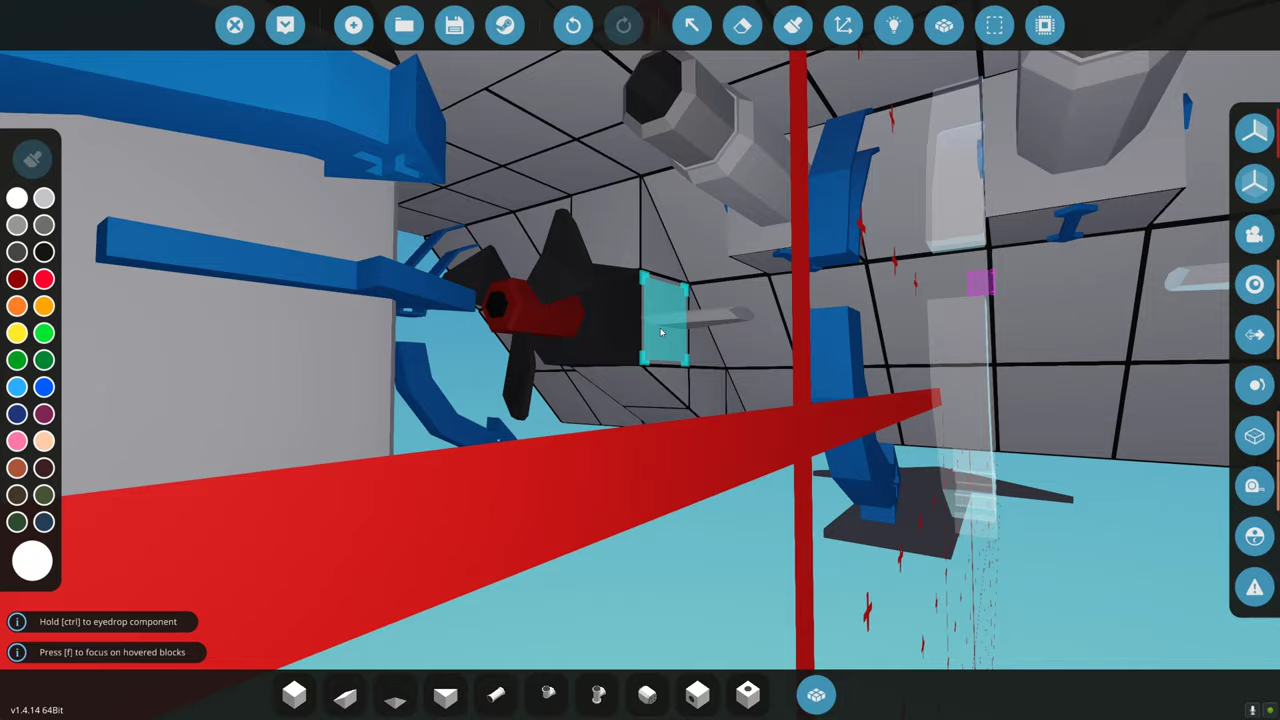 Hold [ctrl] to eyedrop component
Press [f] to focus on hovered blocks
v1.4.14 64Bit